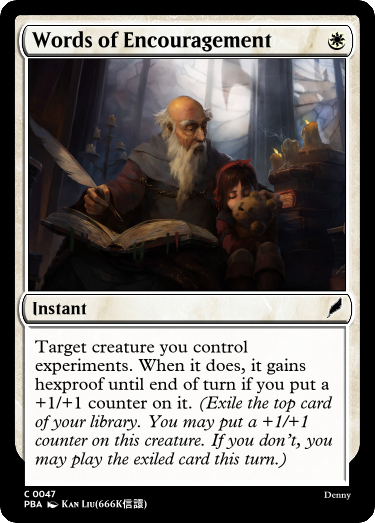 Words of Encouragement
Instant
Target creature you control
experiments. When it does, it gains
hexproof until end of turn if you put a
+1/+1 counter on it. (Exile the top card
of your library. You may put a +1/+1
counter on this creature. If you don't, you
may play the exiled card this turn.)
C 0047
PBA Kan Liu(666K信譞)
Denny